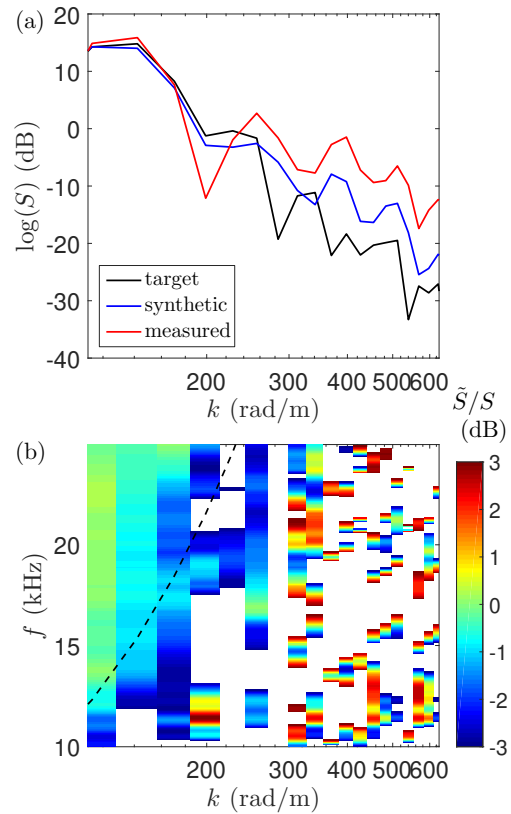 (a)
20
10
0
-10
-20
-30
-40
log(S) (dB)
target
synthetic
measured
200 300 400 500 600
k (rad/m)
S̃/S
(dB)
(b)
20
15
10
f (kHz)
3
2
1
0
-1
-2
-3
200 300 400 500 600
k (rad/m)